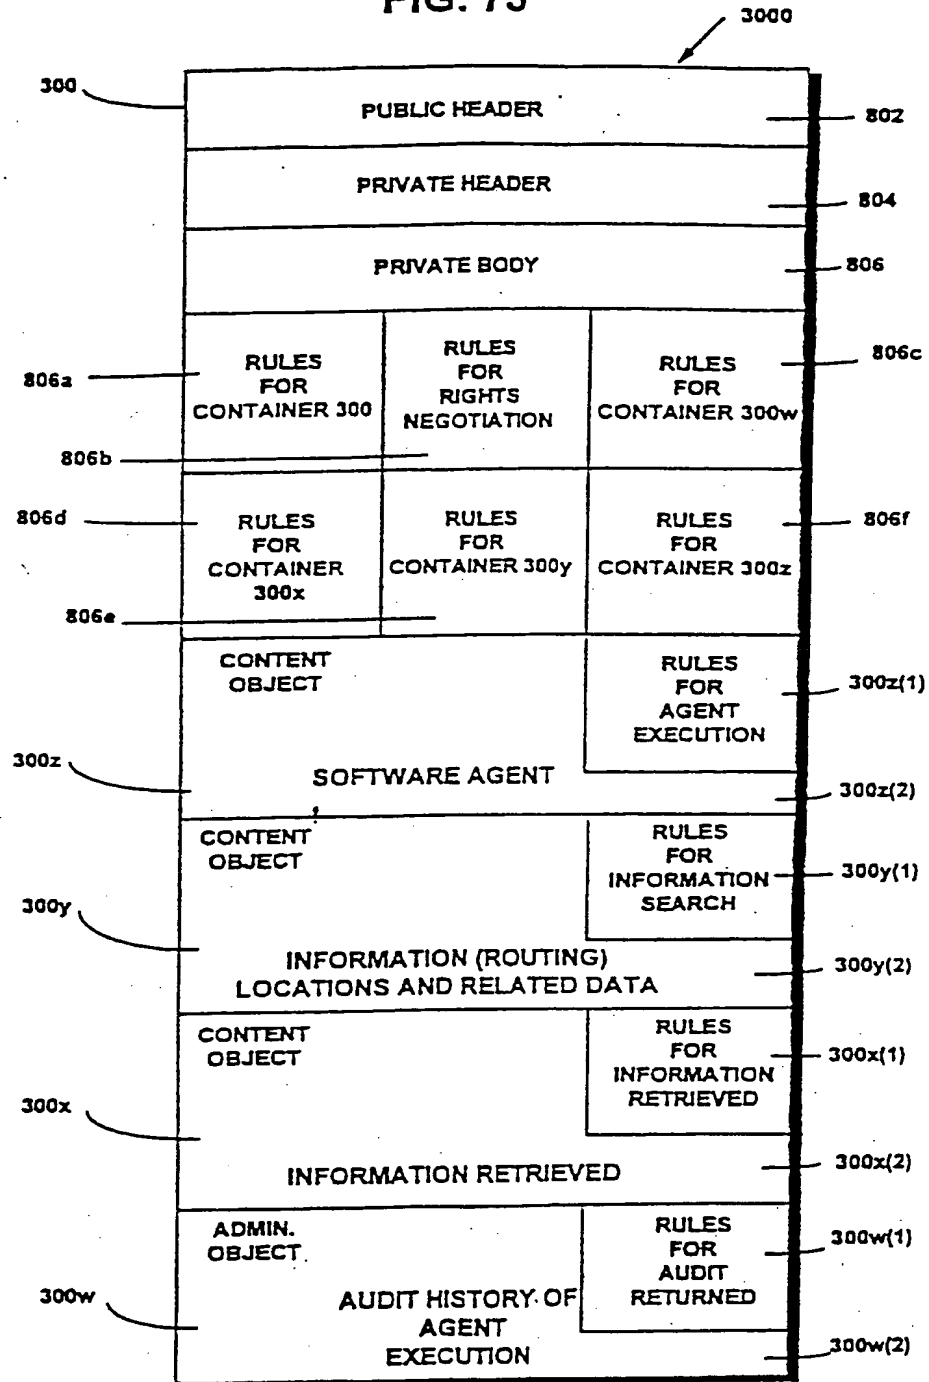 FIG. 73
3000
300
PUBLIC HEADER
802
PRIVATE HEADER
804
PRIVATE BODY
806
806a
RULES
FOR
CONTAINER 300
RULES
FOR
RIGHTS
NEGOTIATION
806b
RULES
FOR
CONTAINER 300w
806c
806d
RULES
FOR
CONTAINER
300x
RULES
FOR
CONTAINER 300y
806e
RULES
FOR
CONTAINER 300z
806f
CONTENT
OBJECT
RULES
FOR
AGENT
EXECUTION
300z(1)
300z
SOFTWARE AGENT
300z(2)
CONTENT
OBJECT
RULES
FOR
INFORMATION
SEARCH
300y(1)
300y
INFORMATION (ROUTING)
LOCATIONS AND RELATED DATA
300y(2)
CONTENT
OBJECT
RULES
FOR
INFORMATION
RETRIEVED
300x(1)
300x
INFORMATION RETRIEVED
300x(2)
ADMIN.
OBJECT
RULES
FOR
AUDIT
RETURNED
300w(1)
300w
AUDIT HISTORY OF
AGENT
EXECUTION
300w(2)